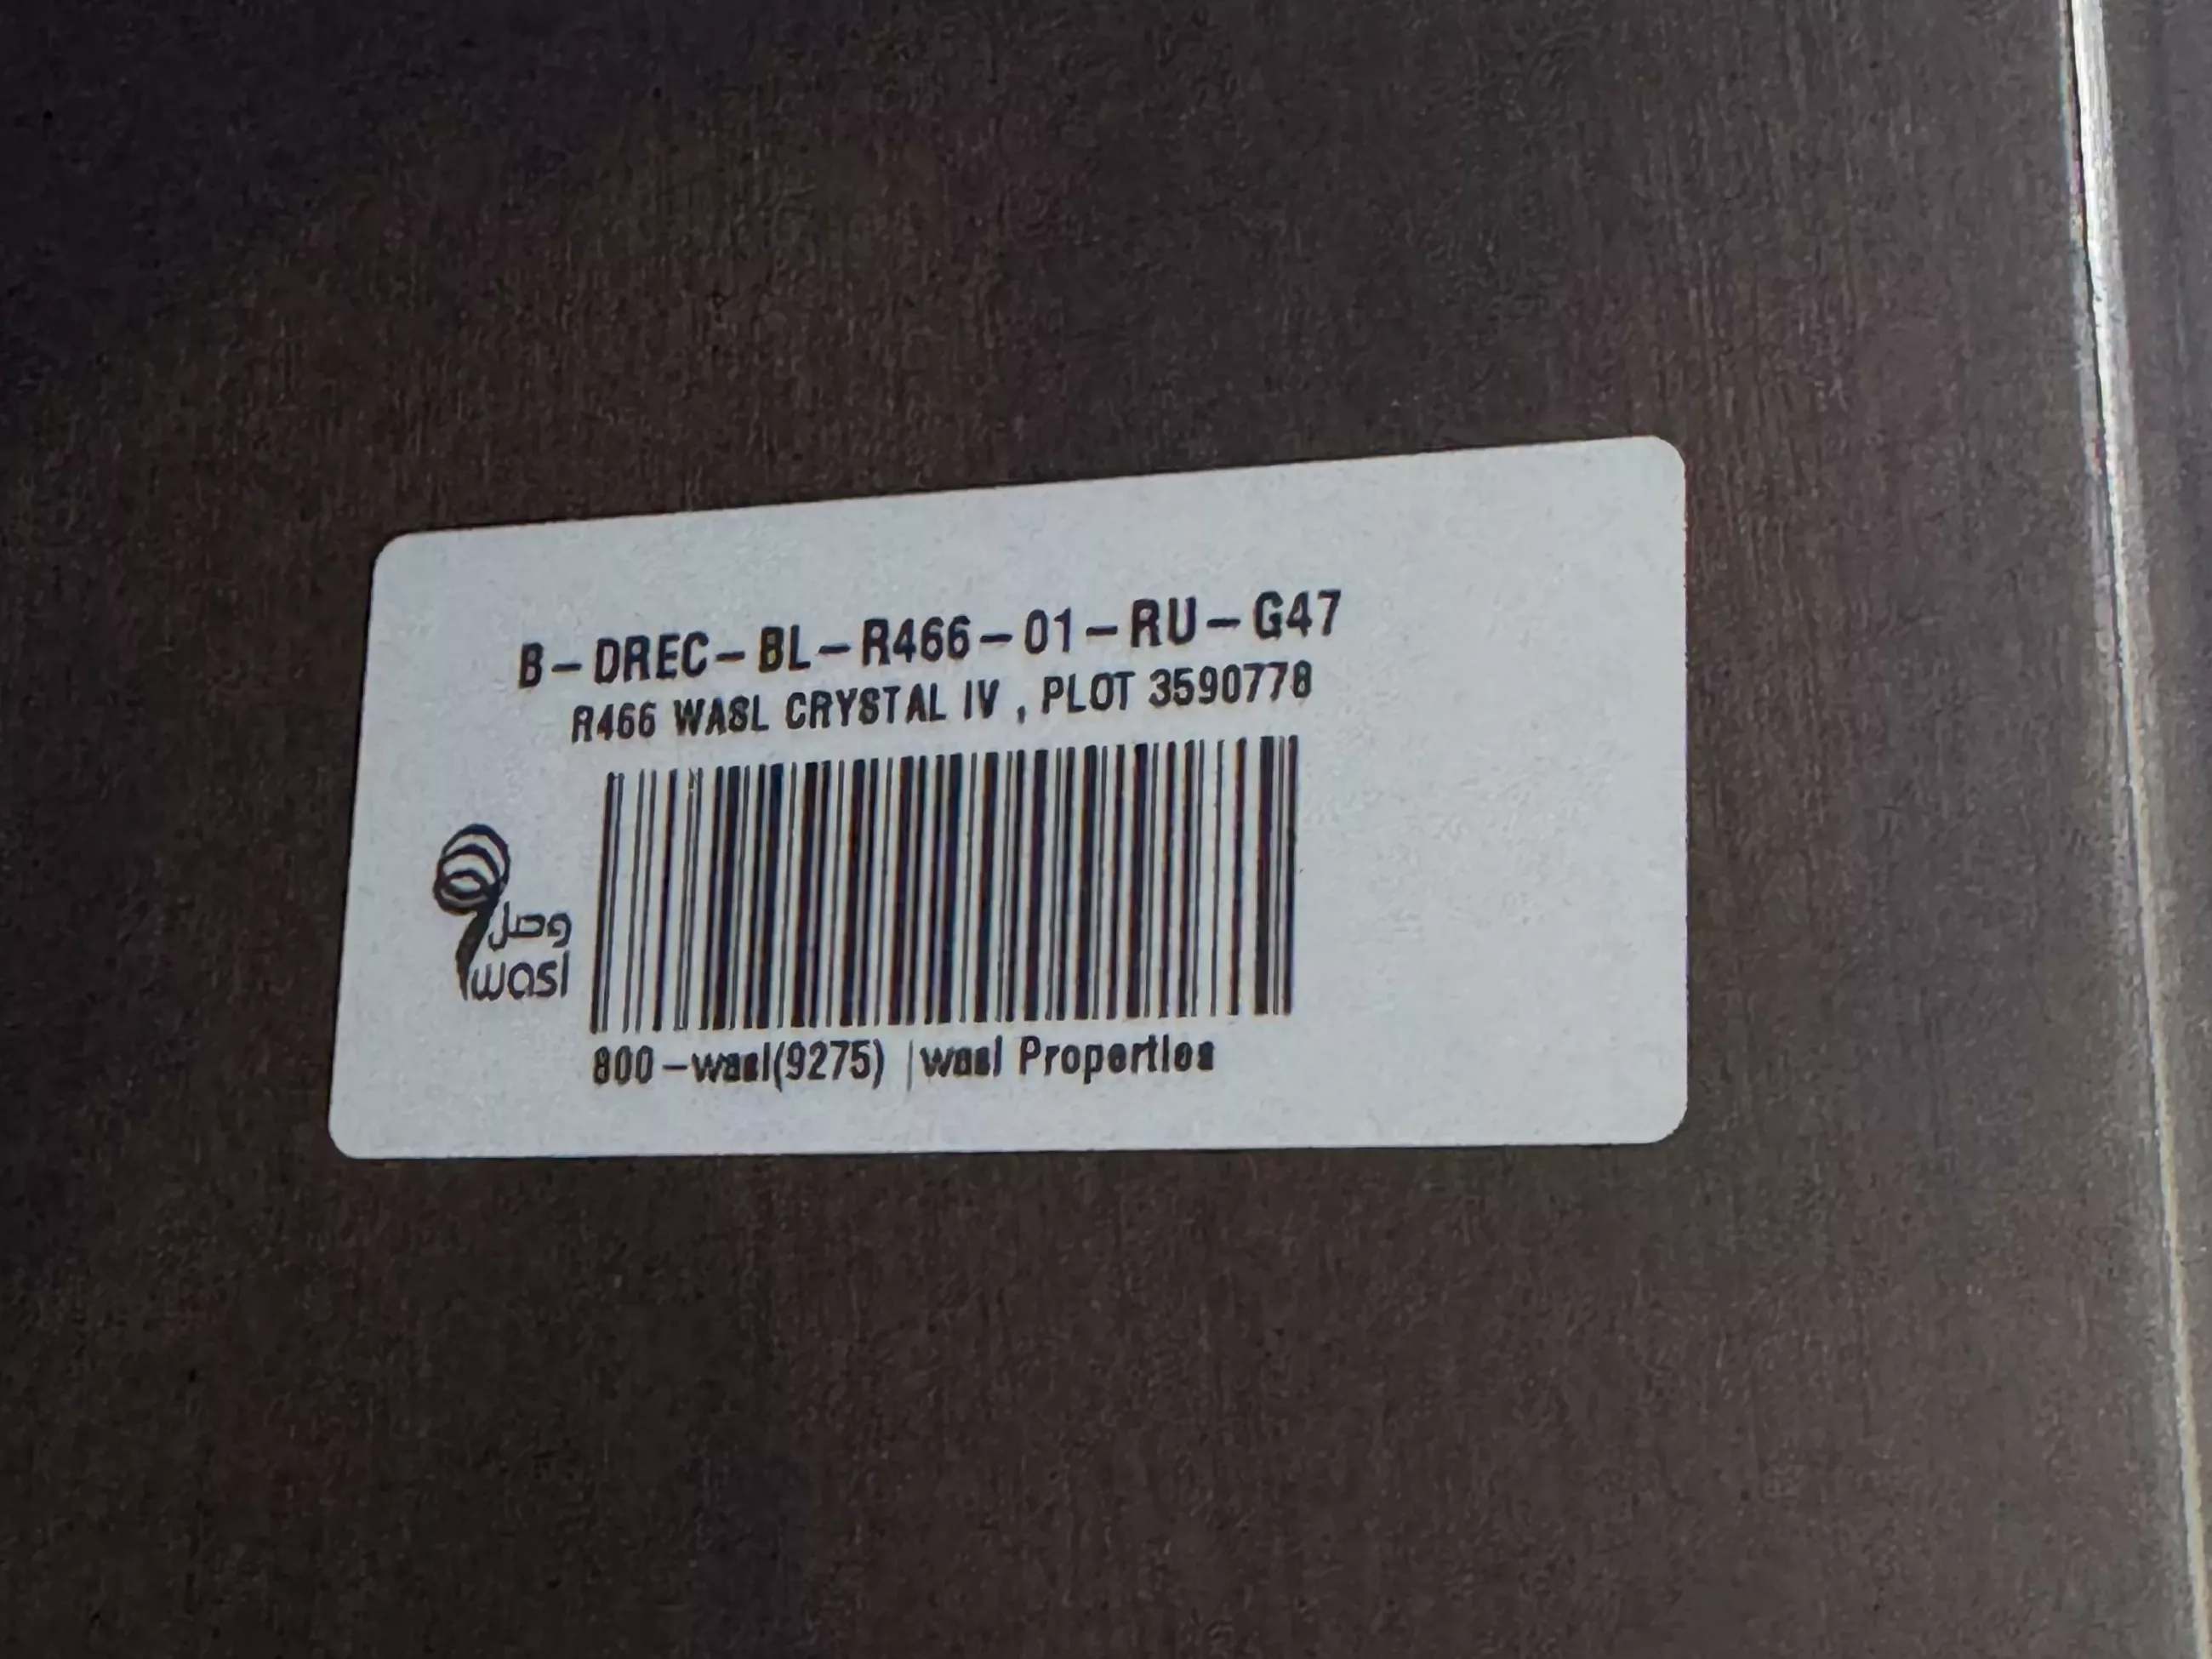 B-DREC-BL-R466-01-RU-G47
R466 WASL CRYSTAL IV , PLOT 3590778
وصل
wasl
800-wasl(9275) |wasl Properties